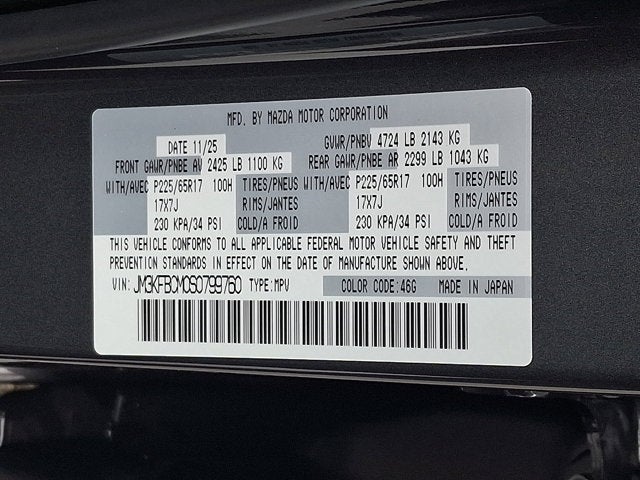 MFD. BY MAZDA MOTOR CORPORATION
DATE 11/25 GVWR/PNBV 4724 LB 2143 KG
FRONT GAWR/PNBE AV 2425 LB 1100 KG REAR GAWR/PNBE AR 2299 LB 1043 KG
WITH/AVEC P225/65R17 100H TIRES/PNEUS WITH/AVEC P225/65R17 100H TIRES/PNEUS
17X7J RIMS/JANTES 17X7J RIMS/JANTES
230 KPA/34 PSI COLD/A FROID 230 KPA/34 PSI COLD/A FROID
THIS VEHICLE CONFORMS TO ALL APPLICABLE FEDERAL MOTOR VEHICLE SAFETY AND THEFT
PREVENTION STANDARDS IN EFFECT ON THE DATE OF MANUFACTURE SHOWN ABOVE.
VIN: JM3KFBCM0S0799760 TYPE:MPV COLOR CODE:46G MADE IN JAPAN